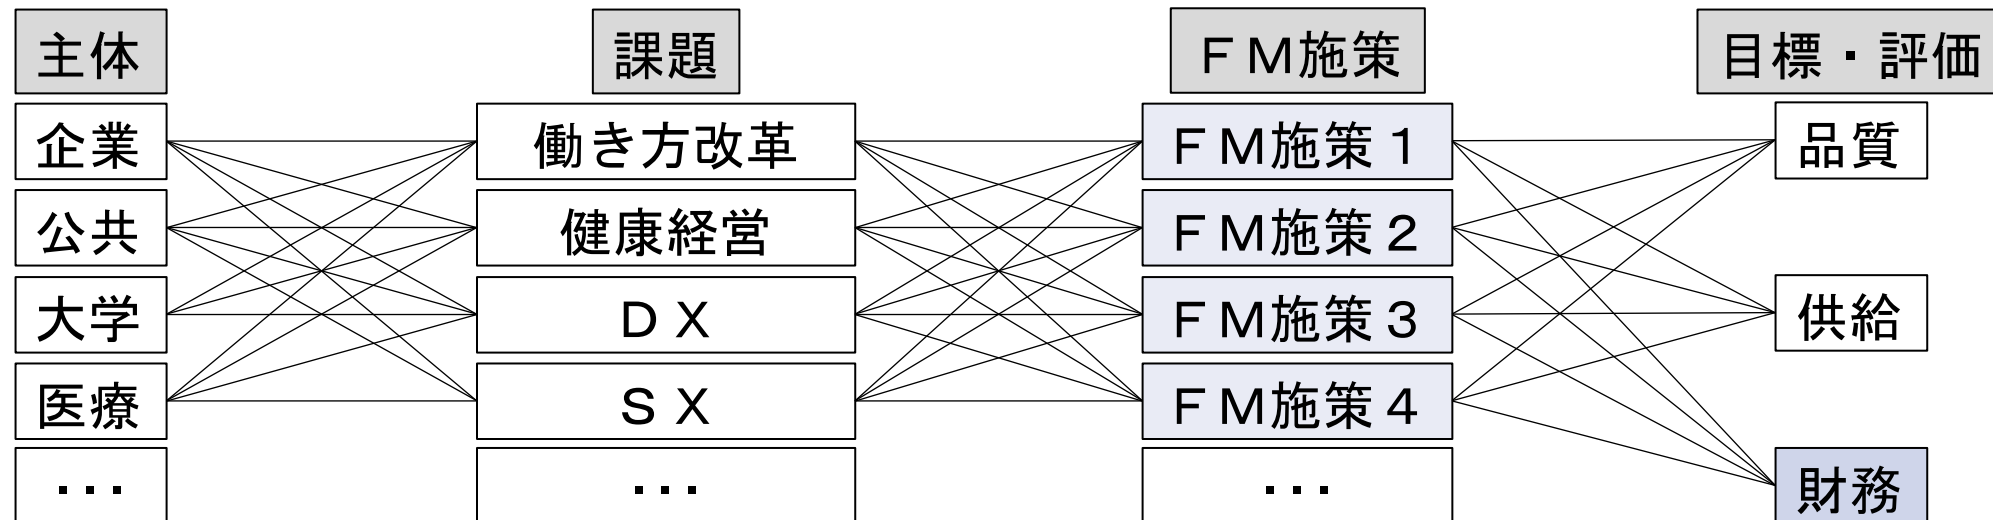 主体 課題 ＦＭ施策 目標・評価
企業 働き方改革 ＦＭ施策１ 品質
公共 健康経営 ＦＭ施策２
大学 ＤＸ ＦＭ施策３ 供給
医療 ＳＸ ＦＭ施策４
・・・ ・・・ ・・・ 財務